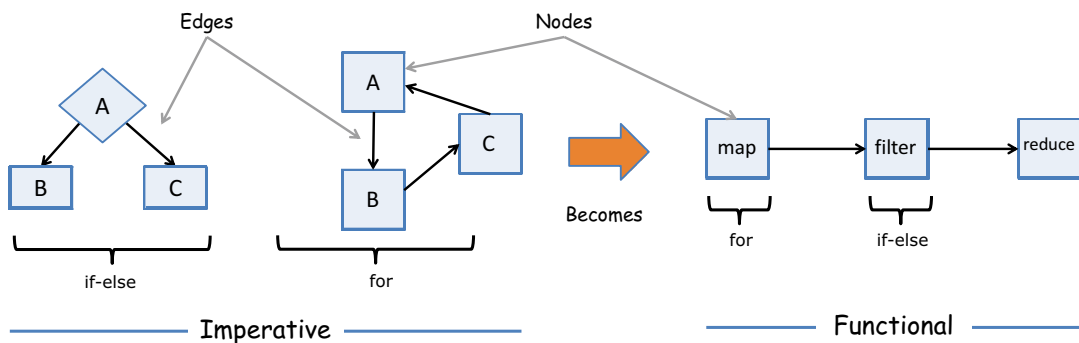 Edges
Nodes
A
B
C
if-else
A
C
B
for
Becomes
map
filter
reduce
for
if-else
Imperative
Functional